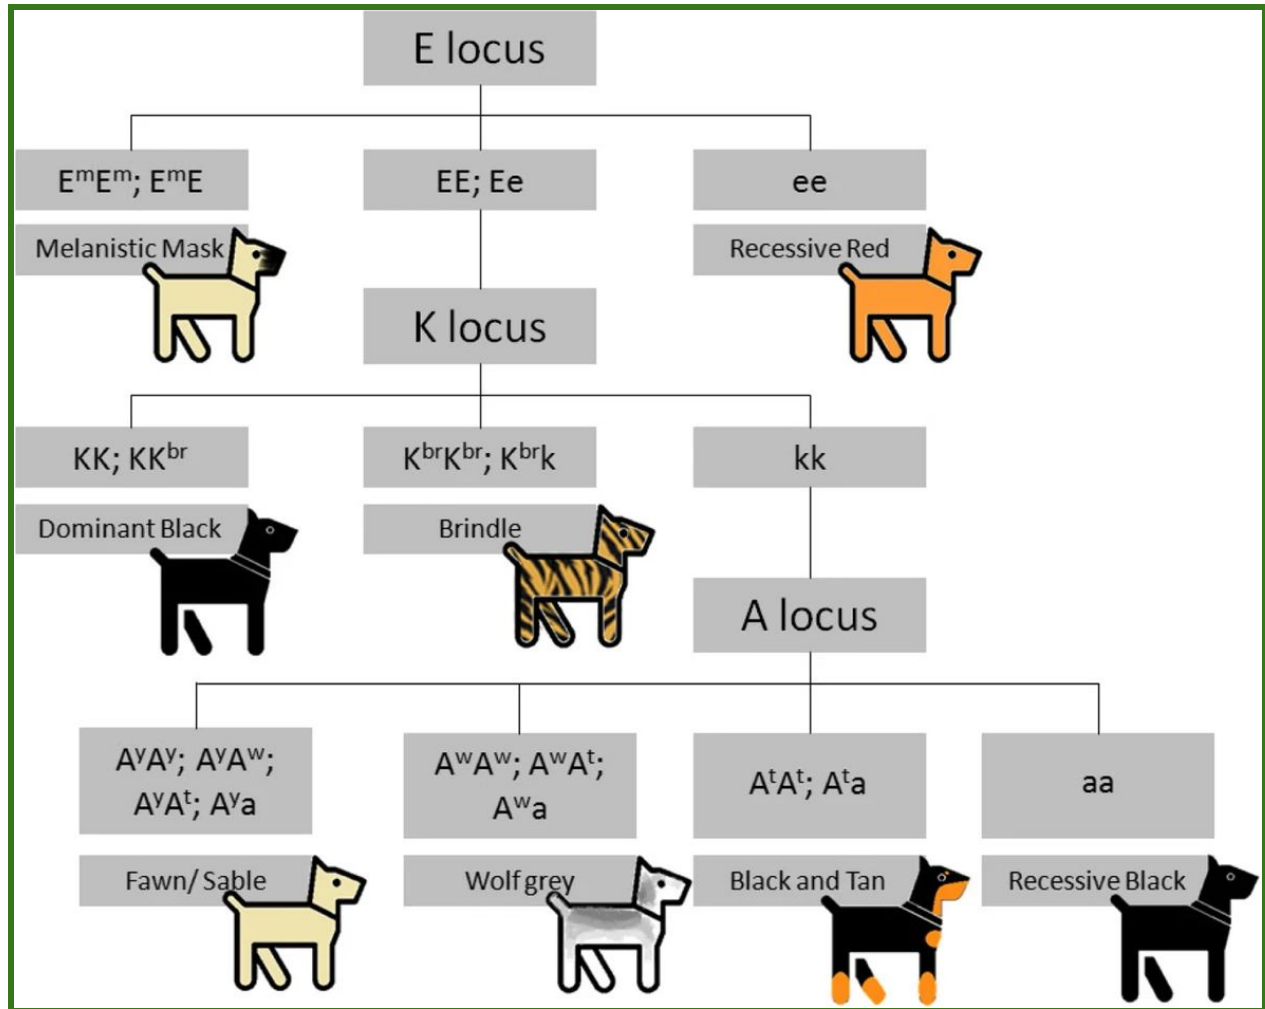 E locus
EᵐEᵐ; EᵐE
EE; Ee
ee
Melanistic Mask
Recessive Red
K locus
KK; KKᵇʳ
KᵇʳKᵇʳ; Kᵇʳk
kk
Dominant Black
Brindle
A locus
AʸAʸ; AʸAʷ;
AʸAᵗ; Aʸa
AʷAʷ; AʷAᵗ;
Aʷa
AᵗAᵗ; Aᵗa
aa
Fawn/ Sable
Wolf grey
Black and Tan
Recessive Black